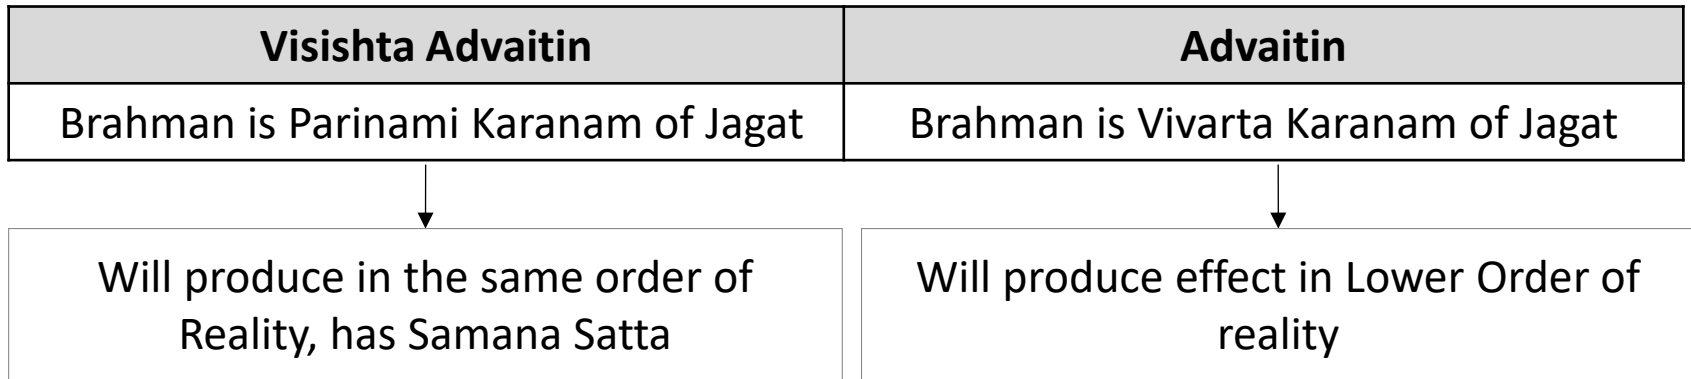 Visishta Advaitin
Advaitin
Brahman is Parinami Karanam of Jagat
Brahman is Vivarta Karanam of Jagat
Will produce in the same order of
Reality, has Samana Satta
Will produce effect in Lower Order of
reality